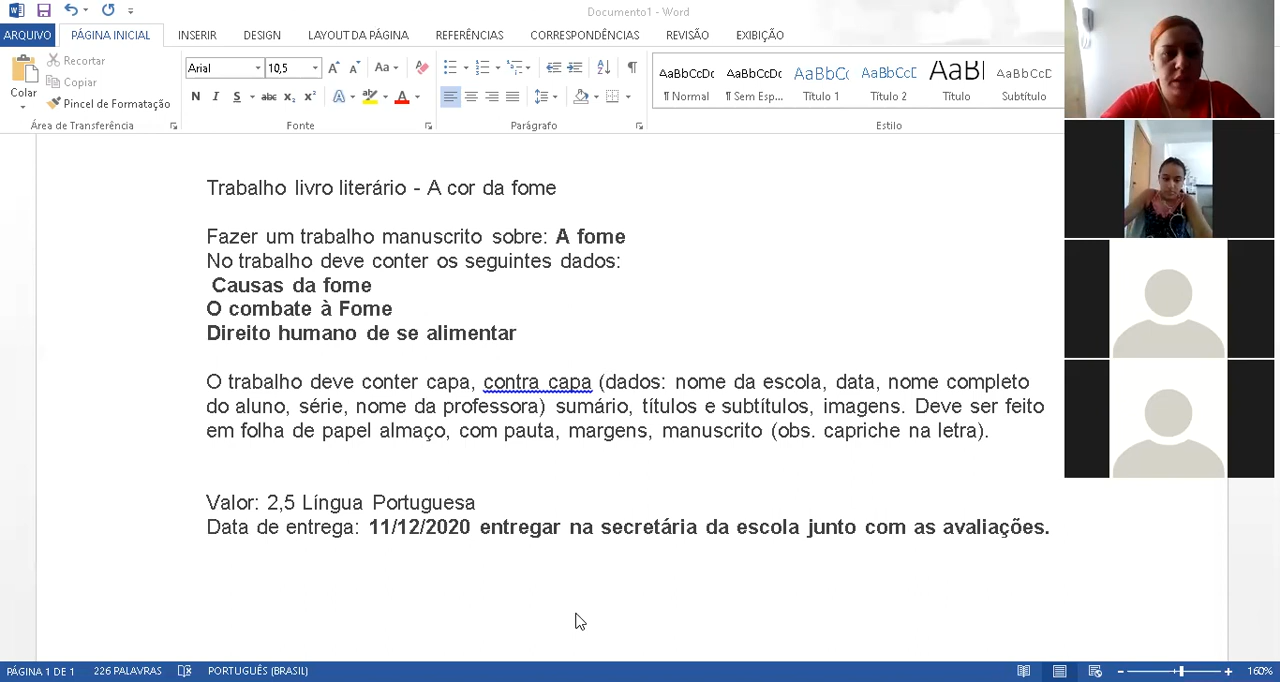 Documento1 - Word
ARQUIVO PÁGINA INICIAL INSERIR DESIGN LAYOUT DA PÁGINA REFERÊNCIAS CORRESPONDÊNCIAS REVISÃO EXIBIÇÃO
Colar
Recortar
Copiar
Pincel de Formatação
Área de Transferência
Arial 10,5
N I S abc x₂ x²
Aa
Fonte
Parágrafo
AaBbCcDc AaBbCcDc AaBbCc AaBbCcD AaBl AaBbCcD
¶ Normal ¶ Sem Esp... Título 1 Título 2 Título Subtítulo
Estilo
Trabalho livro literário - A cor da fome
Fazer um trabalho manuscrito sobre: A fome
No trabalho deve conter os seguintes dados:
Causas da fome
O combate à Fome
Direito humano de se alimentar
O trabalho deve conter capa, contra capa (dados: nome da escola, data, nome completo
do aluno, série, nome da professora) sumário, títulos e subtítulos, imagens. Deve ser feito
em folha de papel almaço, com pauta, margens, manuscrito (obs. capriche na letra).
Valor: 2,5 Língua Portuguesa
Data de entrega: 11/12/2020 entregar na secretária da escola junto com as avaliações.
PÁGINA 1 DE 1 226 PALAVRAS PORTUGUÊS (BRASIL) 160%